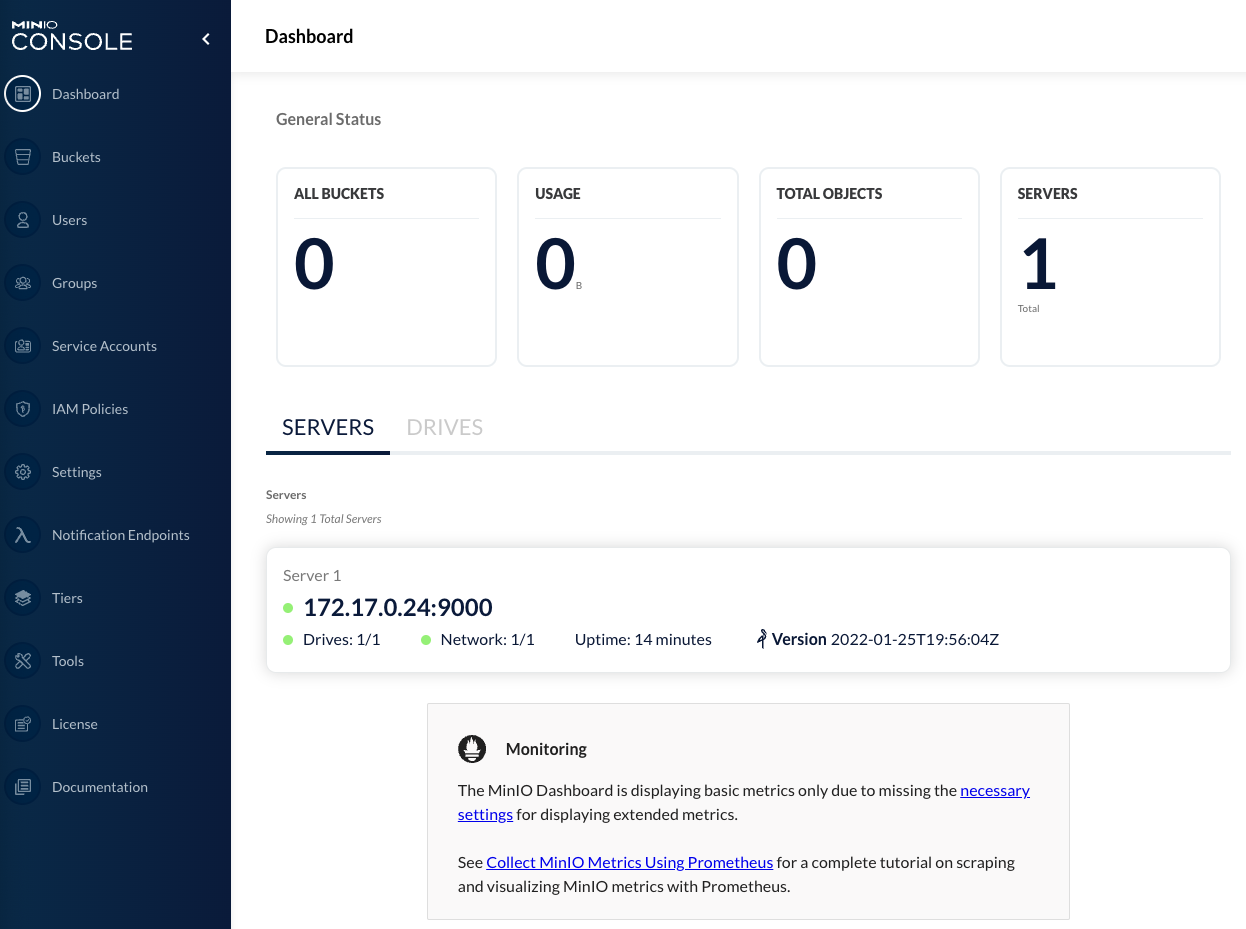 MINIO
CONSOLE
Dashboard
Buckets
Users
Groups
Service Accounts
IAM Policies
Settings
Notification Endpoints
Tiers
Tools
License
Documentation
Dashboard
General Status
ALL BUCKETS
0
USAGE
0 B
TOTAL OBJECTS
0
SERVERS
1
Total
SERVERS DRIVES
Servers
Showing 1 Total Servers
Server 1
172.17.0.24:9000
Drives: 1/1 Network: 1/1 Uptime: 14 minutes Version 2022-01-25T19:56:04Z
Monitoring
The MinIO Dashboard is displaying basic metrics only due to missing the necessary
settings for displaying extended metrics.
See Collect MinIO Metrics Using Prometheus for a complete tutorial on scraping
and visualizing MinIO metrics with Prometheus.